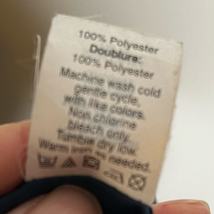 100% Polyester
Doublure:
100% Polyester
Machine wash cold
gentle cycle,
with like colors.
Non chlorine
bleach only.
Tumble dry low.
Warm iron as needed.